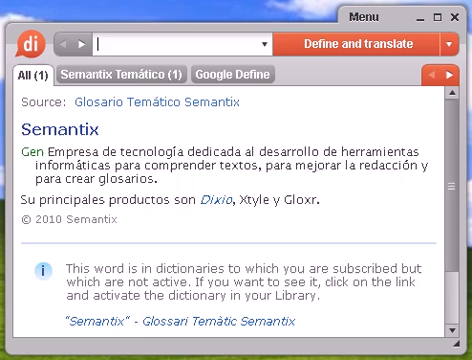 Menu
di
Define and translate
All (1) Semantix Temático (1) Google Define
Source: Glosario Temático Semantix
Semantix
Gen Empresa de tecnología dedicada al desarrollo de herramientas
informáticas para comprender textos, para mejorar la redacción y
para crear glosarios.
Su principales productos son Dixio, Xtyle y Gloxr.
© 2010 Semantix
i
This word is in dictionaries to which you are subscribed but
which are not active. If you want to see it, click on the link
and activate the dictionary in your Library.
"Semantix" - Glossari Temàtic Semantix